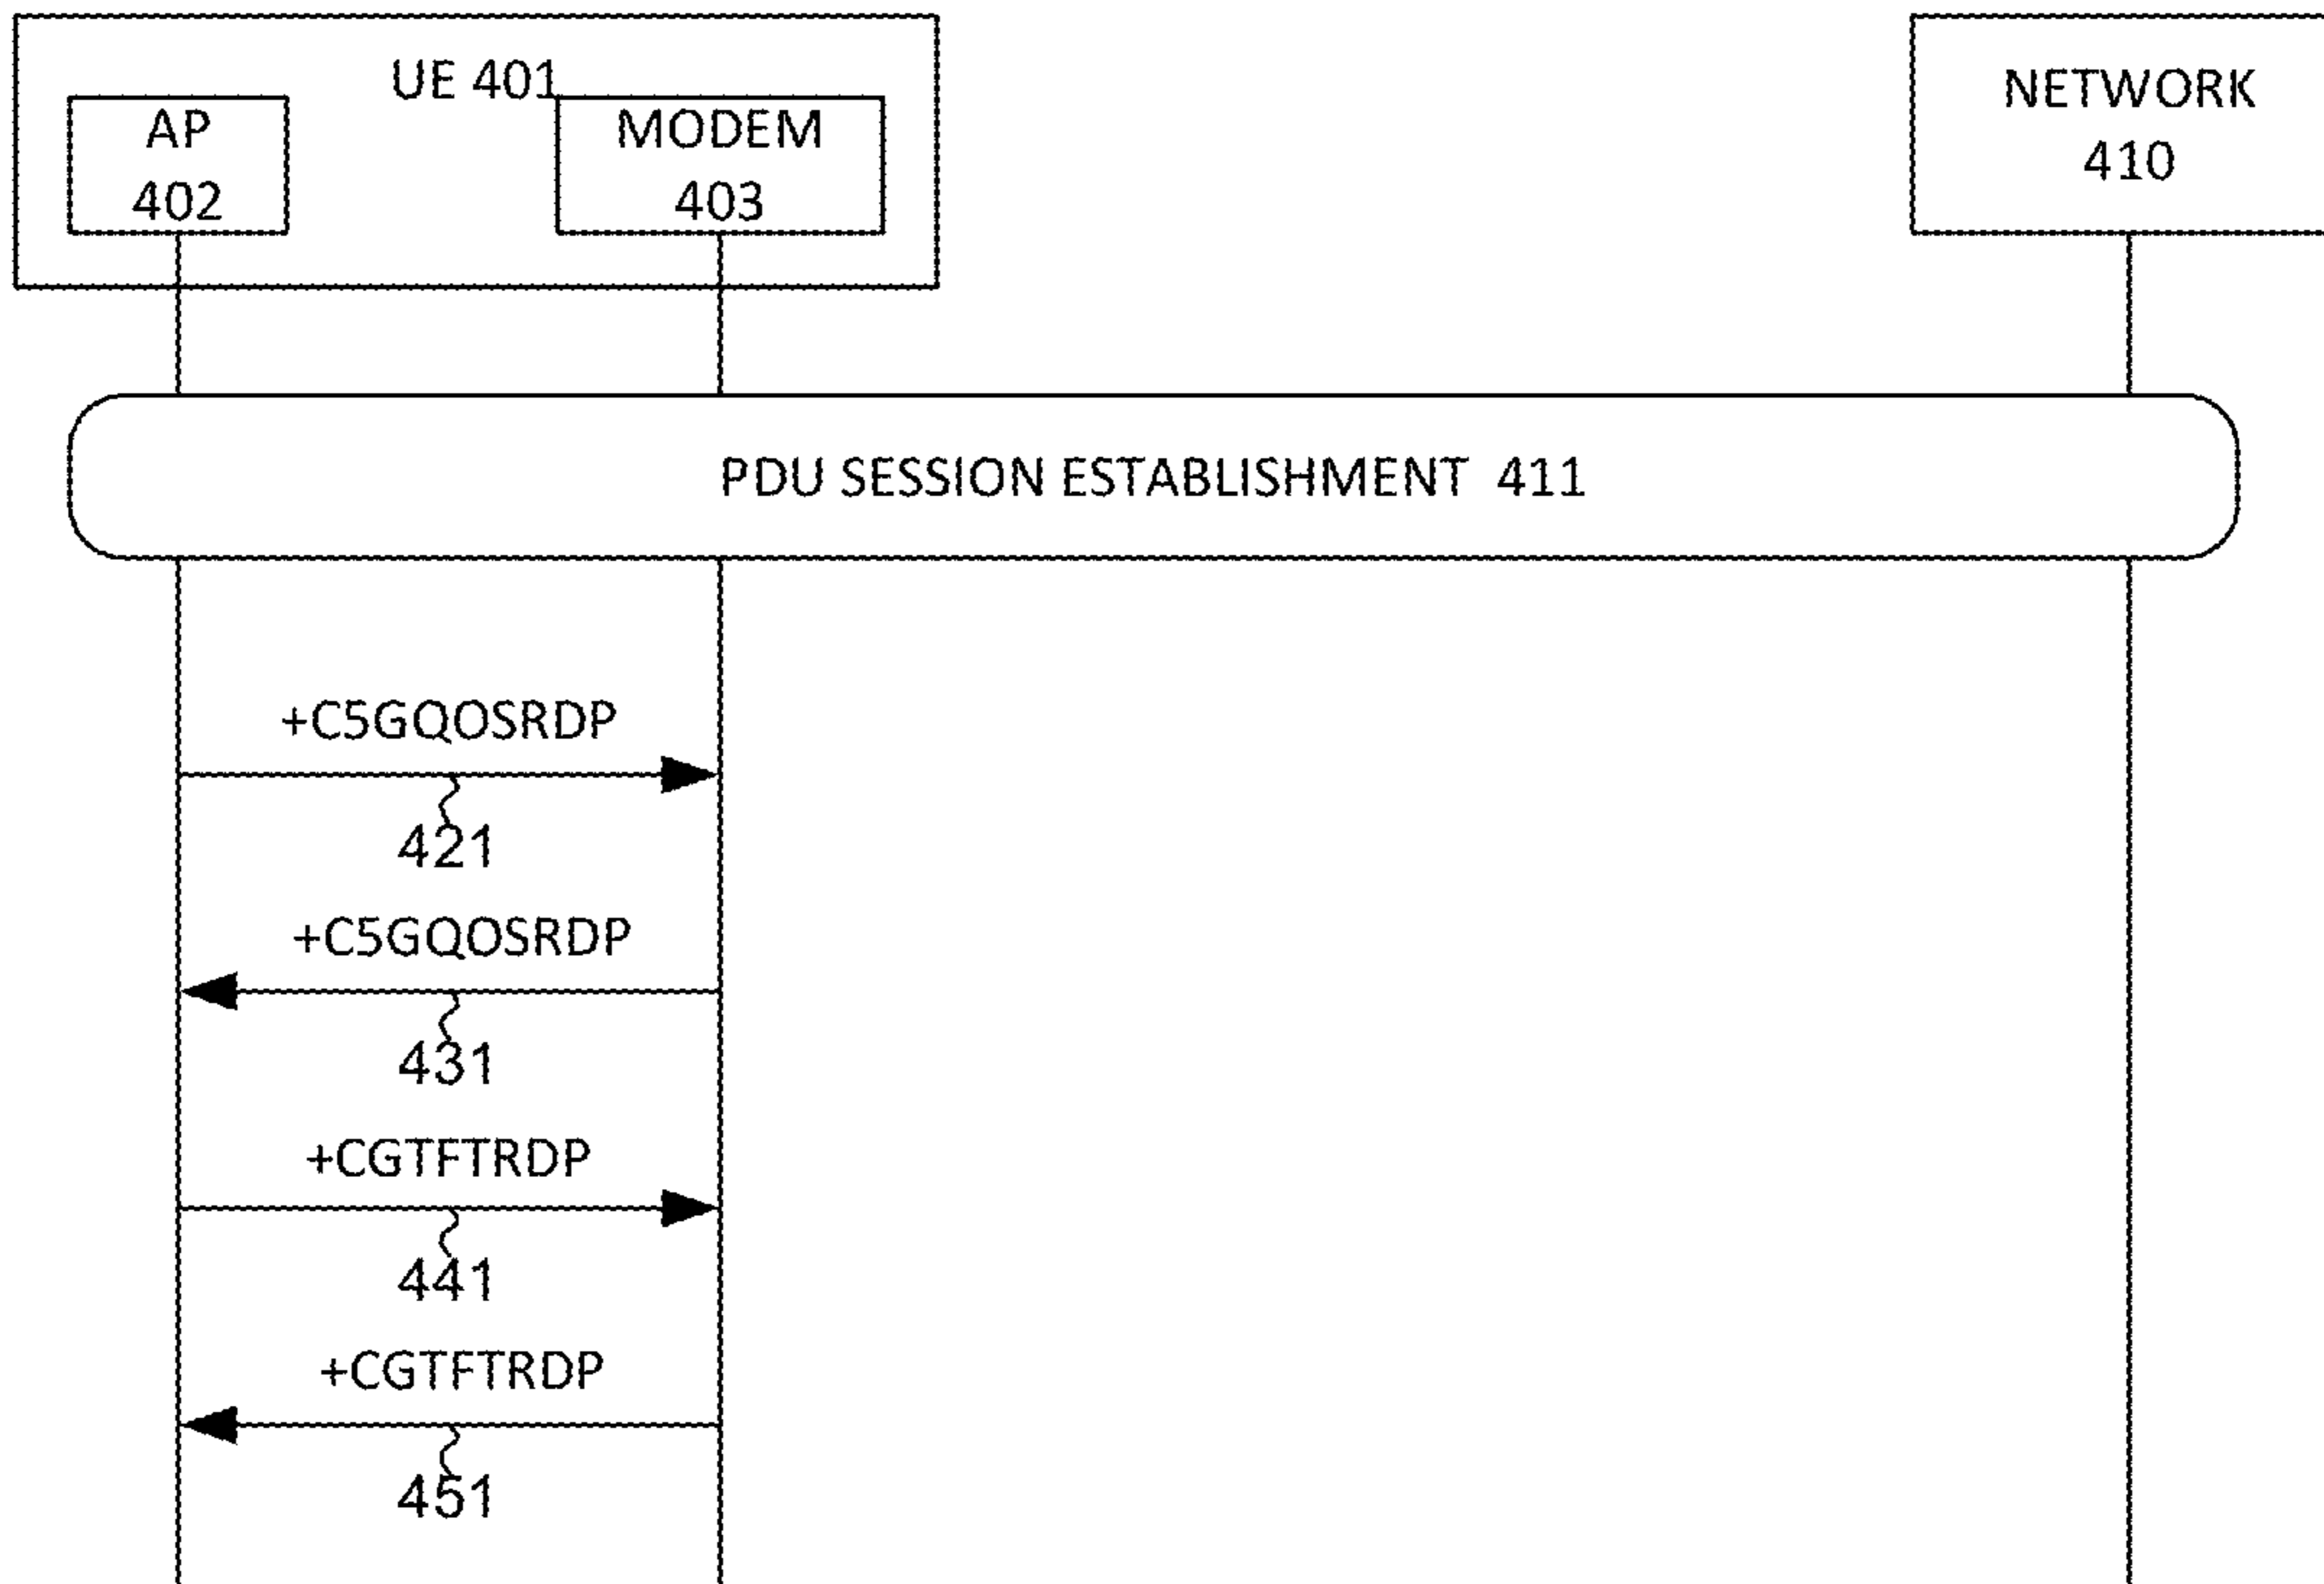 UE 401
AP
402
MODEM
403
NETWORK
410
PDU SESSION ESTABLISHMENT 411
+C5GQOSRDP
421
+C5GQOSRDP
431
+CGTFTRDP
441
+CGTFTRDP
451